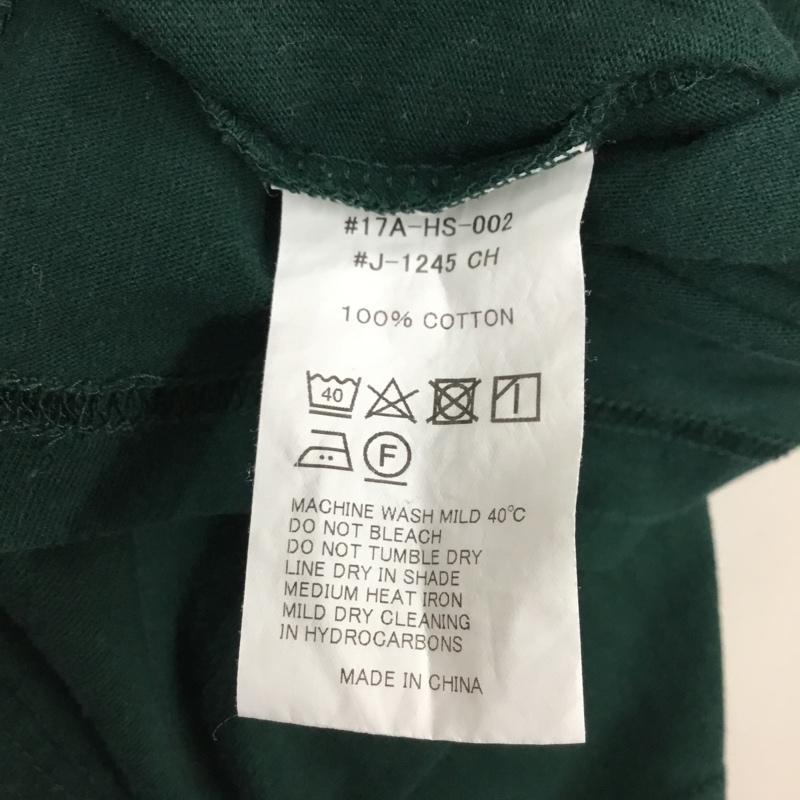 #17A-HS-002
#J-1245 CH
100% COTTON
40
F
MACHINE WASH MILD 40°C
DO NOT BLEACH
DO NOT TUMBLE DRY
LINE DRY IN SHADE
MEDIUM HEAT IRON
MILD DRY CLEANING
IN HYDROCARBONS
MADE IN CHINA